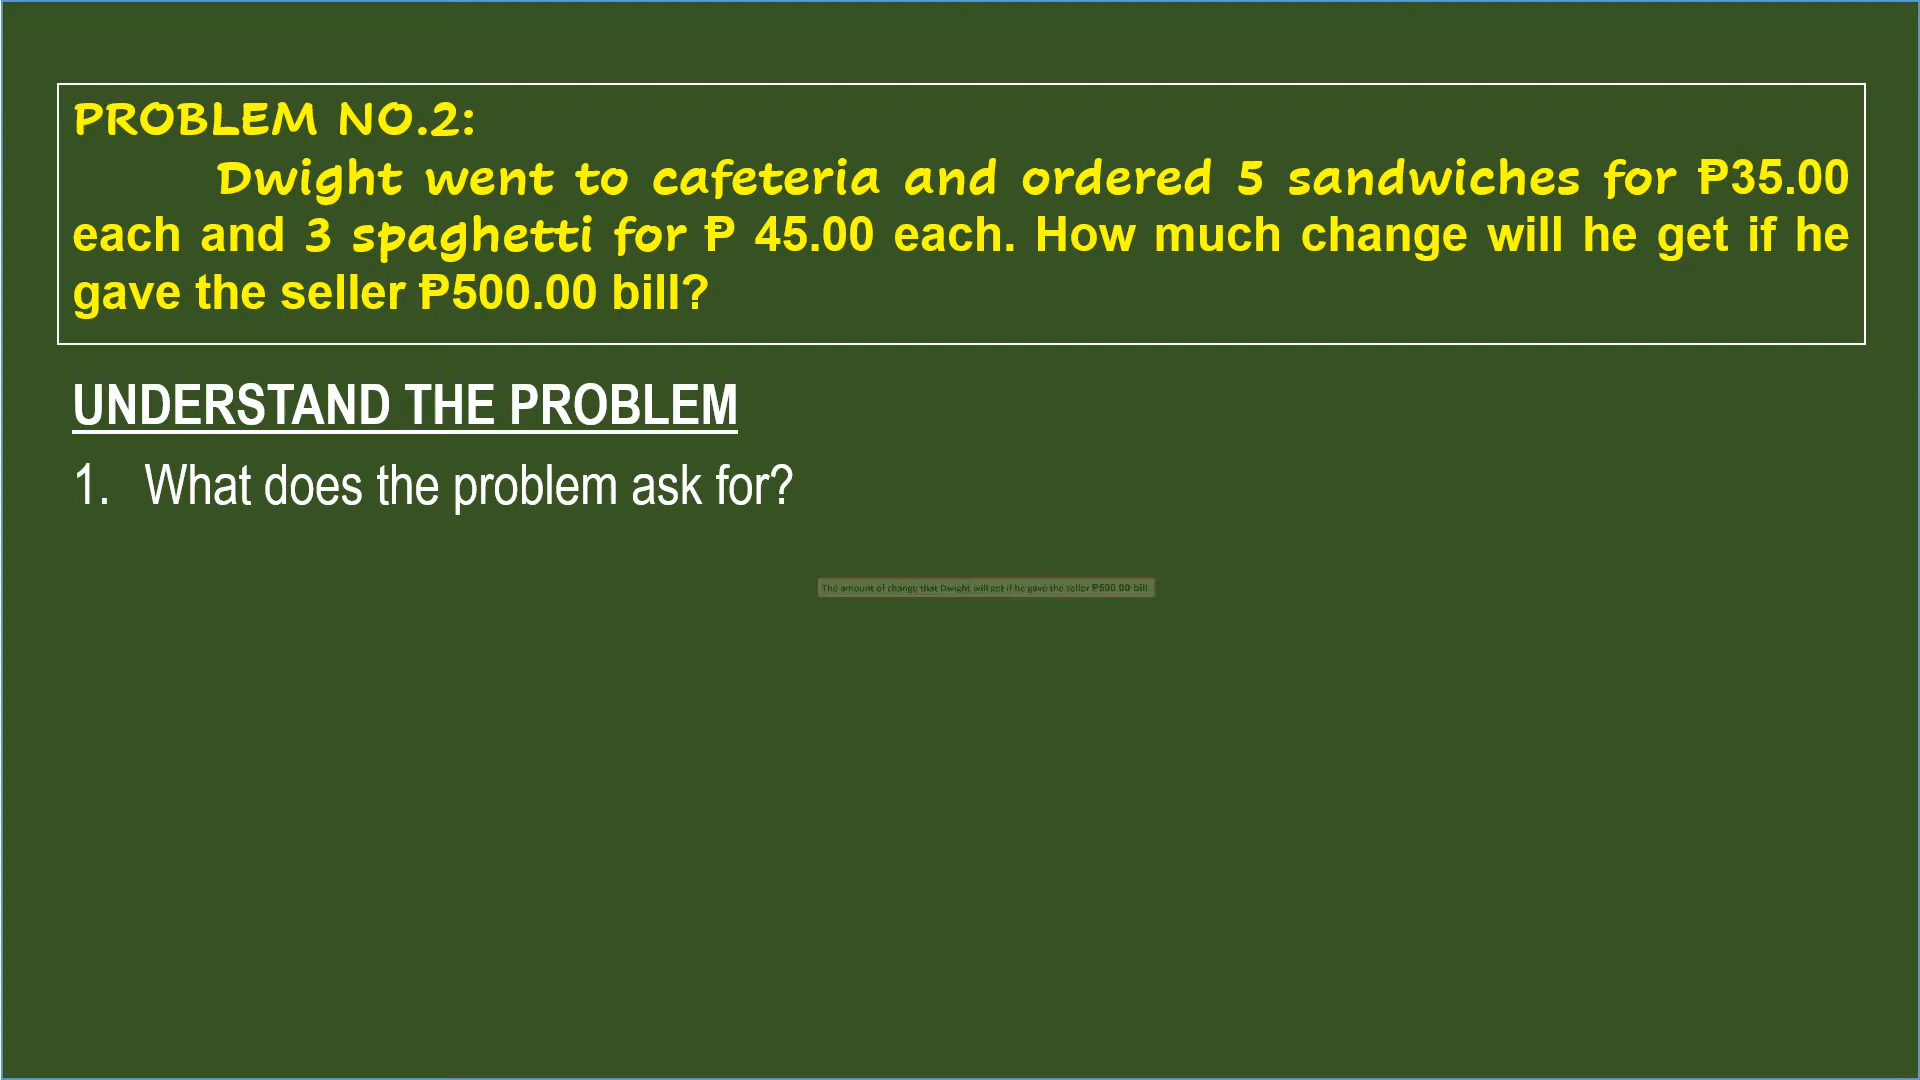 PROBLEM NO.2:
Dwight went to cafeteria and ordered 5 sandwiches for ₱35.00
each and 3 spaghetti for ₱ 45.00 each. How much change will he get if he
gave the seller ₱500.00 bill?
UNDERSTAND THE PROBLEM
1. What does the problem ask for?
The amount of change that Dwight will get if he gave the seller ₱500.00 bill.